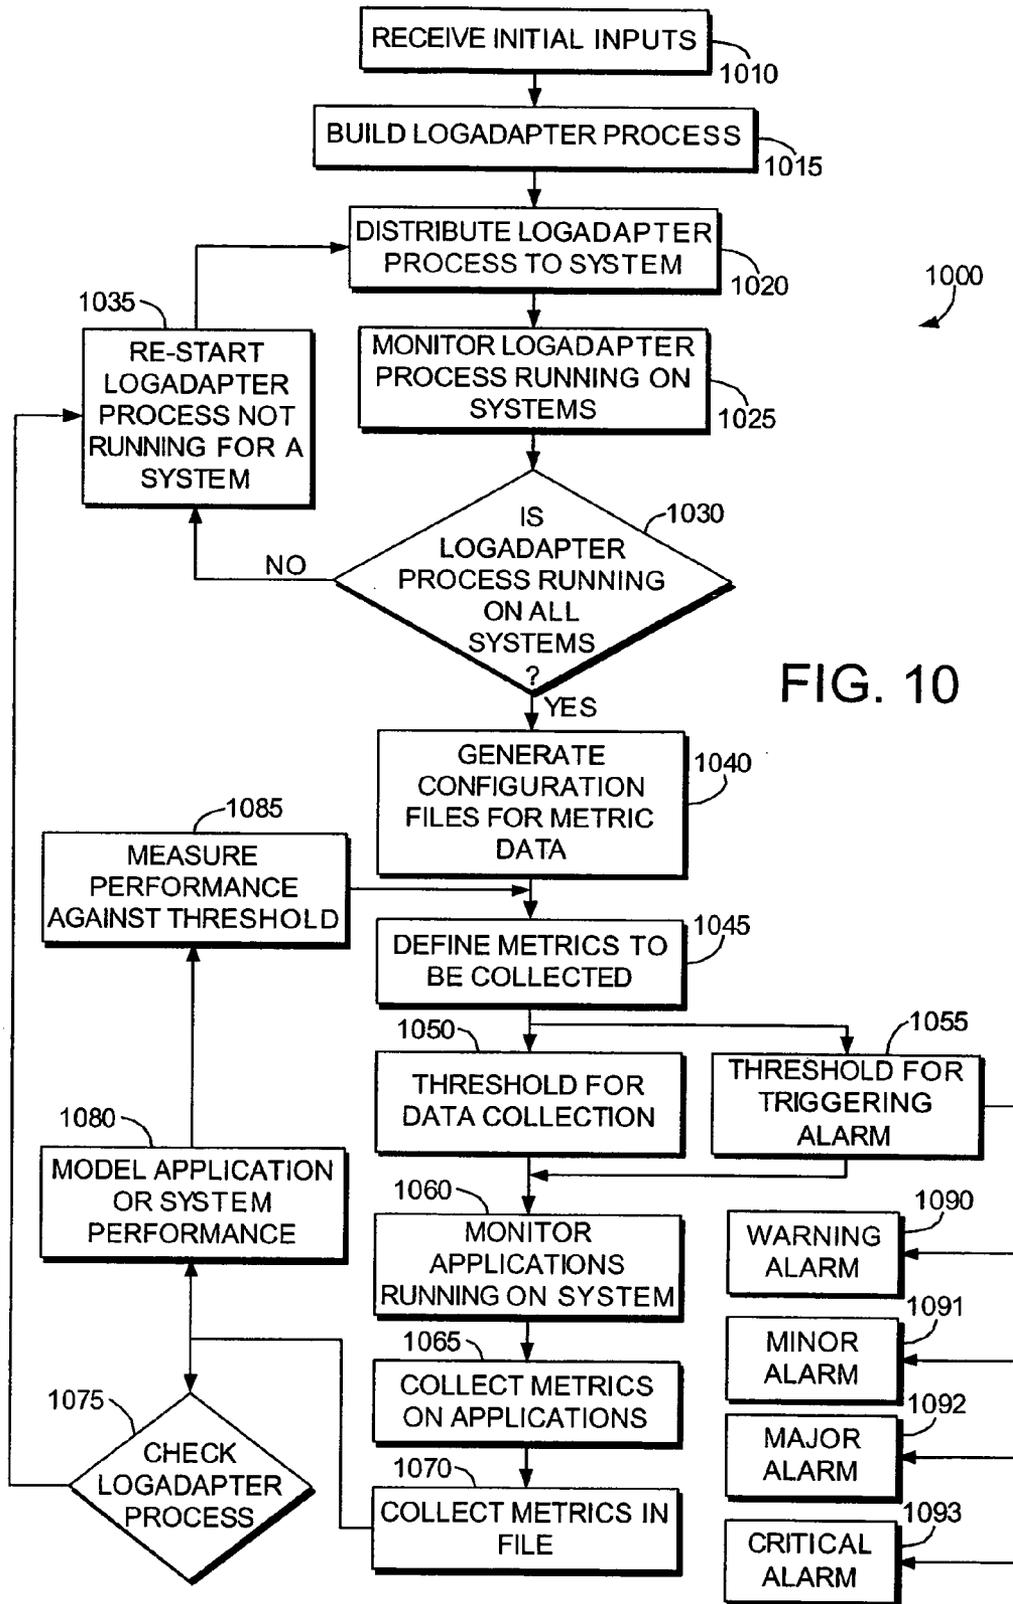 RECEIVE INITIAL INPUTS
1010
BUILD LOGADAPTER PROCESS
1015
DISTRIBUTE LOGADAPTER
PROCESS TO SYSTEM
1020
1000
1035
RE-START
LOGADAPTER
PROCESS NOT
RUNNING FOR A
SYSTEM
MONITOR LOGADAPTER
PROCESS RUNNING ON
SYSTEMS
1025
1030
IS
LOGADAPTER
PROCESS RUNNING
ON ALL
SYSTEMS
?
NO
YES
FIG. 10
GENERATE
CONFIGURATION
FILES FOR METRIC
DATA
1040
1085
MEASURE
PERFORMANCE
AGAINST THRESHOLD
DEFINE METRICS TO
BE COLLECTED
1045
1050
THRESHOLD FOR
DATA COLLECTION
1055
THRESHOLD FOR
TRIGGERING
ALARM
1080
MODEL APPLICATION
OR SYSTEM
PERFORMANCE
1060
MONITOR
APPLICATIONS
RUNNING ON SYSTEM
1090
WARNING
ALARM
1065
COLLECT METRICS
ON APPLICATIONS
1091
MINOR
ALARM
1075
CHECK
LOGADAPTER
PROCESS
1070
COLLECT METRICS IN
FILE
1092
MAJOR
ALARM
1093
CRITICAL
ALARM